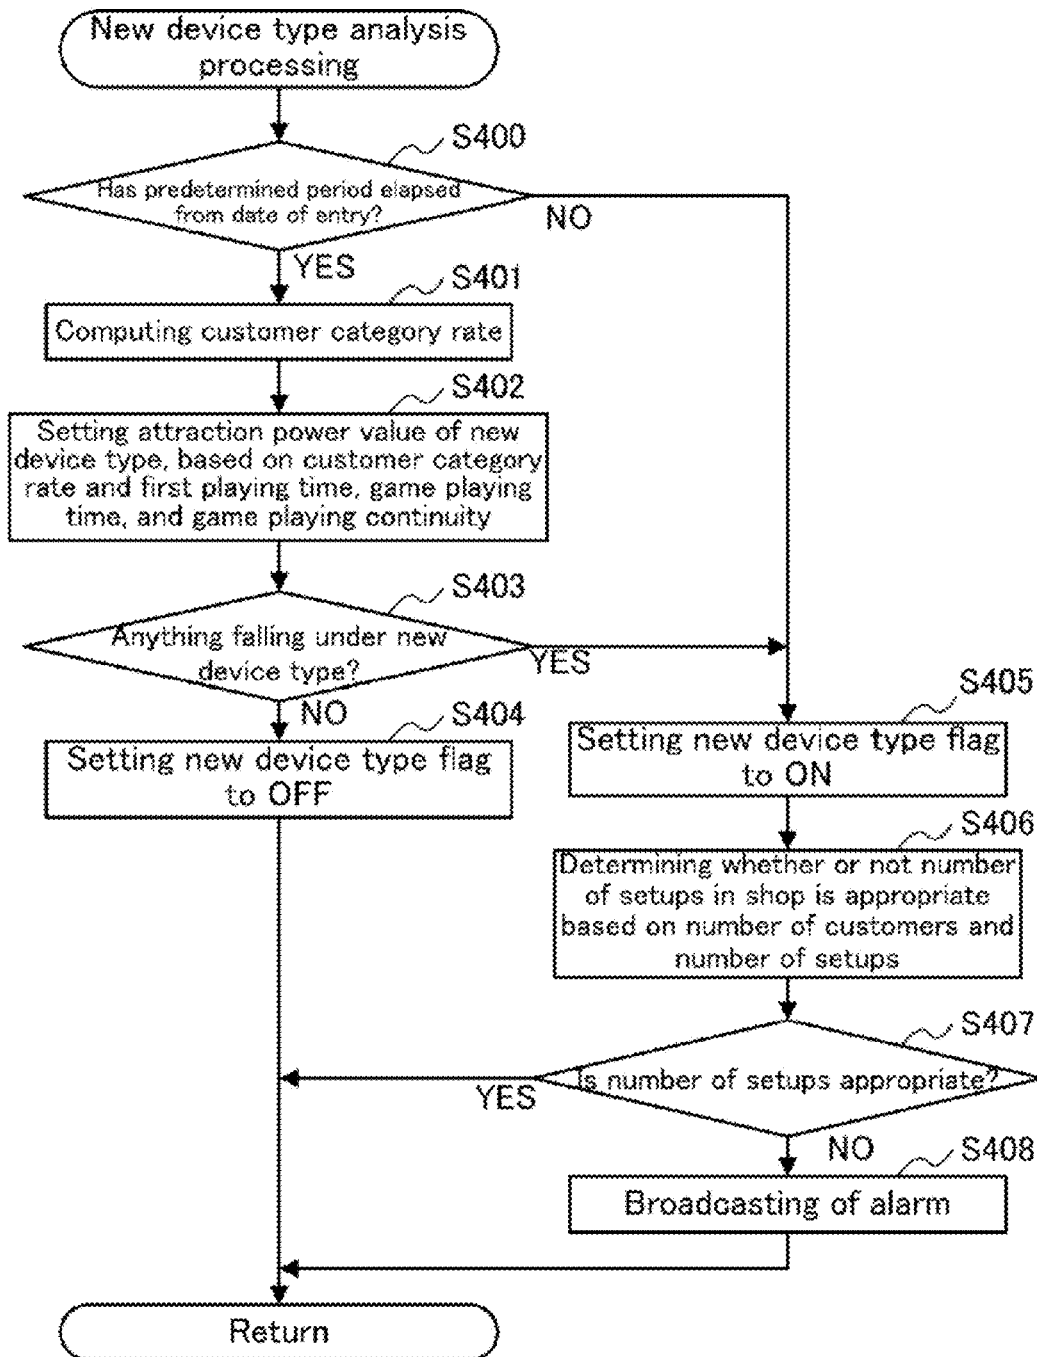 New device type analysis
processing
S400
Has predetermined period elapsed
from date of entry?
NO
YES
S401
Computing customer category rate
S402
Setting attraction power value of new
device type, based on customer category
rate and first playing time, game playing
time, and game playing continuity
S403
Anything falling under new
device type?
YES
NO
S404
Setting new device type flag
to OFF
S405
Setting new device type flag
to ON
S406
Determining whether or not number
of setups in shop is appropriate
based on number of customers and
number of setups
S407
Is number of setups appropriate?
YES
NO
S408
Broadcasting of alarm
Return